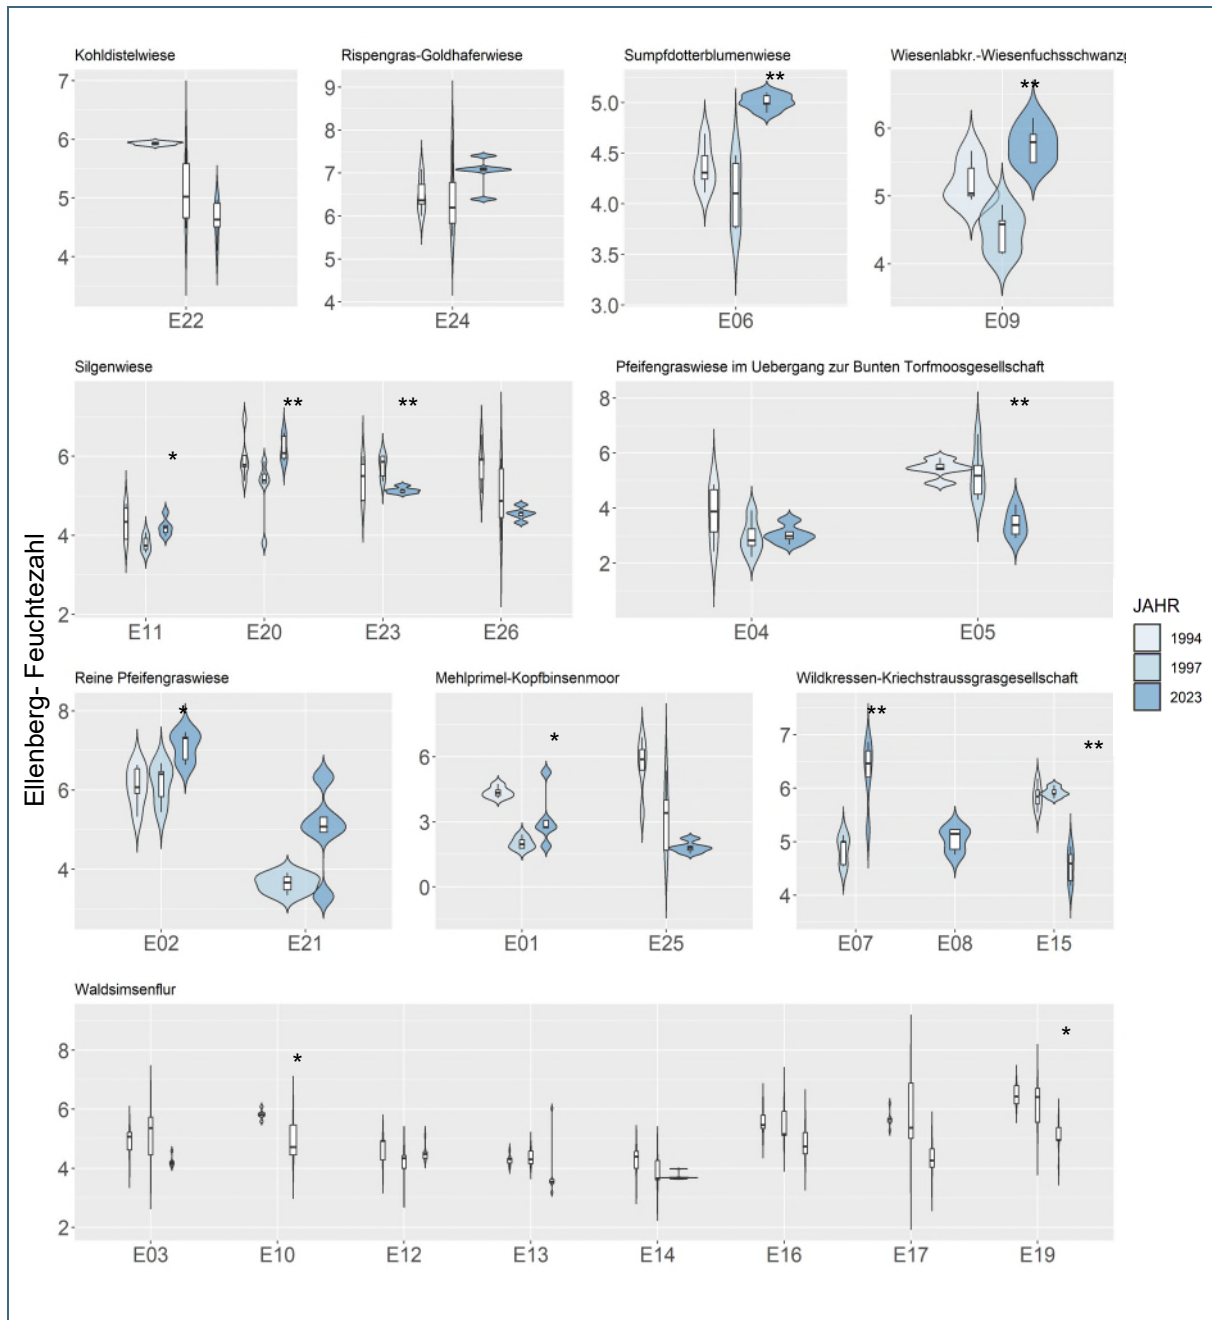 Kohldistelwiese
Rispengras-Goldhaferwiese
Sumpfdotterblumenwiese
Wiesenlabkr.-Wiesenfuchsschwanzg
7
6
5
4
E22
9
8
7
6
5
4
E24
**
5.0
4.5
4.0
3.5
3.0
E06
**
6
5
4
E09
Silgenwiese
Pfeifengraswiese im Uebergang zur Bunten Torfmoosgesellschaft
6
4
2
*
**
**
E11 E20 E23 E26
8
6
4
2
**
E04 E05
JAHR
1994
1997
2023
Ellenberg- Feuchtezahl
Reine Pfeifengraswiese
Mehlprimel-Kopfbinsenmoor
Wildkressen-Kriechstraussgrasgesellschaft
8
6
4
*
E02 E21
6
3
0
*
E01 E25
7
6
5
4
**
**
E07 E08 E15
Waldsimsenflur
8
6
4
2
*
*
E03 E10 E12 E13 E14 E16 E17 E19